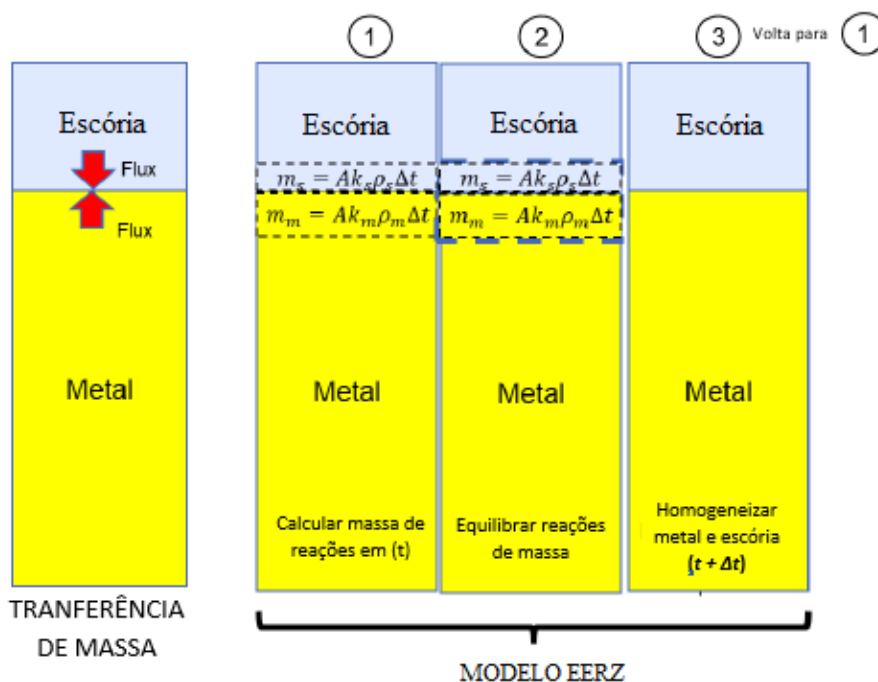 1
2
3
Volta para
1
Escória
Flux
Flux
Metal
TRANFERÊNCIA
DE MASSA
Escória
m_s = Ak_sρ_sΔt
m_m = Ak_mρ_mΔt
Metal
Calcular massa de
reações em (t)
Escória
m_s = Ak_sρ_sΔt
m_m = Ak_mρ_mΔt
Metal
Equilibrar reações
de massa
Escória
Metal
Homogeneizar
metal e escória
(t + Δt)
MODELO EERZ